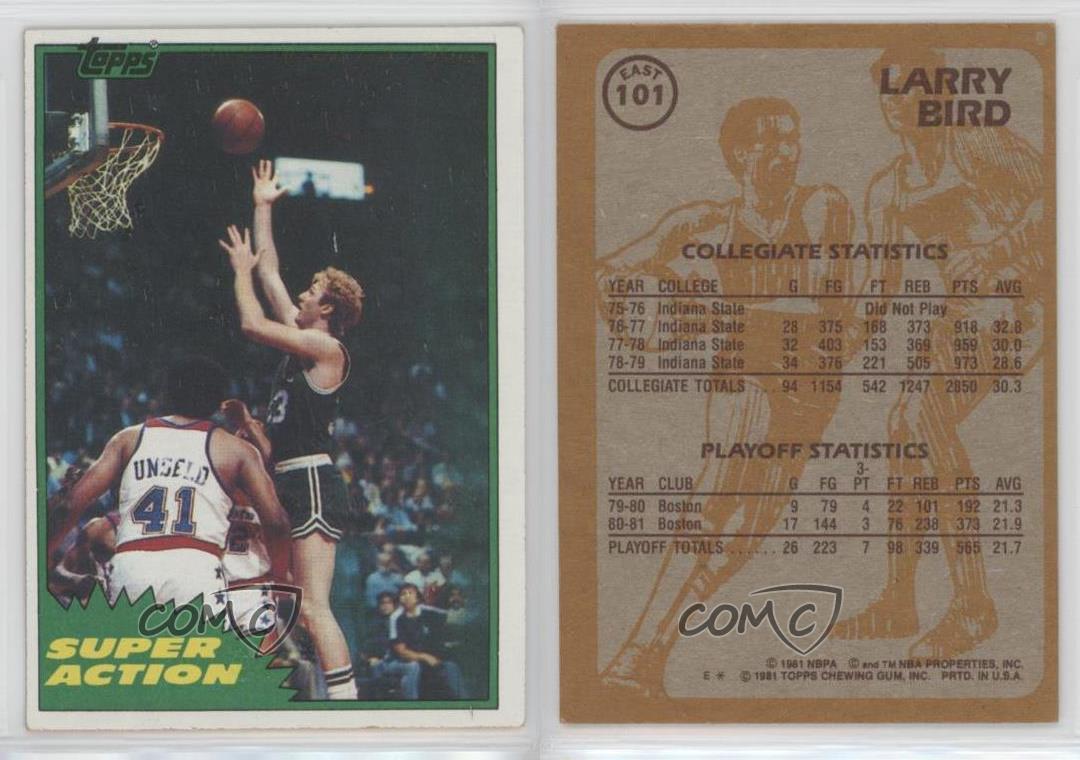 topps
UNSELD
41
33
2
SUPER
ACTION
COMC
EAST
101
LARRY
BIRD
COLLEGIATE STATISTICS
YEAR COLLEGE G FG FT REB PTS AVG
75-76 Indiana State Did Not Play
76-77 Indiana State 28 375 168 373 918 32.8
77-78 Indiana State 32 403 153 369 959 30.0
78-79 Indiana State 34 376 221 505 973 28.6
COLLEGIATE TOTALS . . . 94 1154 542 1247 2850 30.3
PLAYOFF STATISTICS
YEAR CLUB G FG 3-PT FT REB PTS AVG
79-80 Boston 9 79 4 22 101 192 21.3
80-81 Boston 17 144 3 76 238 373 21.9
PLAYOFF TOTALS . . . . . . 26 223 7 98 339 565 21.7
COMC
© 1981 NBPA © and TM NBA PROPERTIES, INC.
E * © 1981 TOPPS CHEWING GUM, INC. PRTD. IN U.S.A.